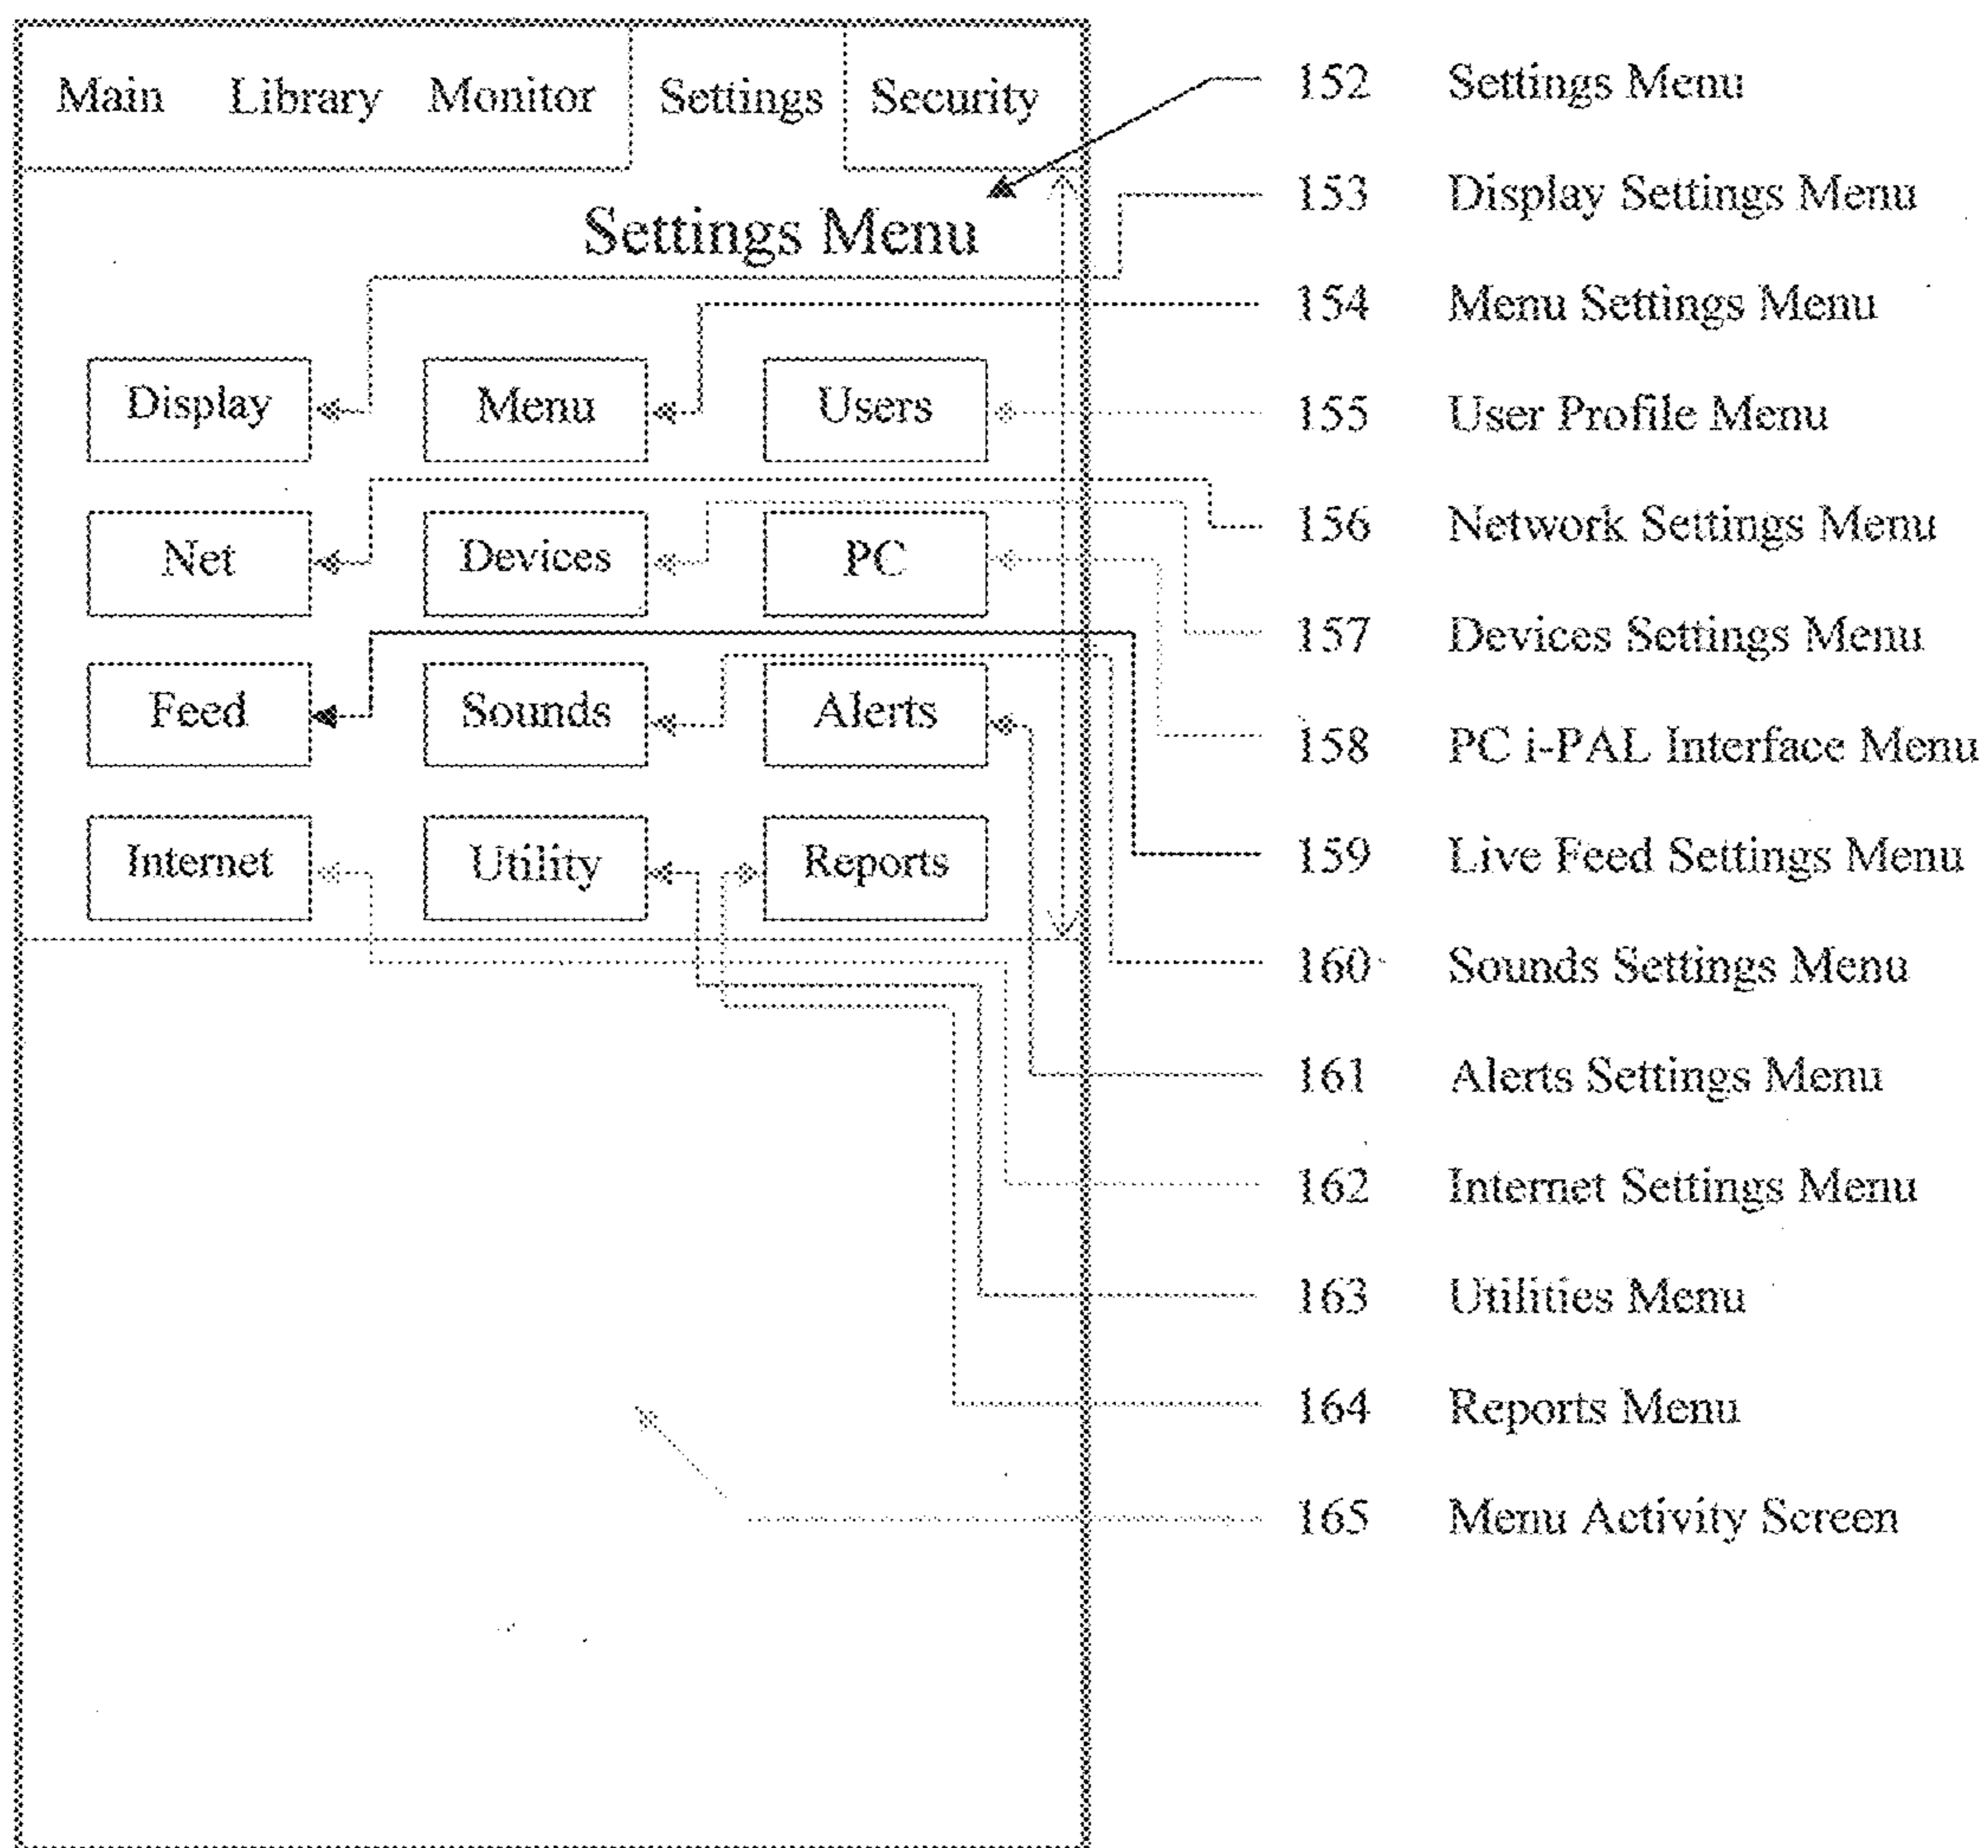 Main Library Monitor Settings Security
Settings Menu
Display Menu Users
Net Devices PC
Feed Sounds Alerts
Internet Utility Reports
152 Settings Menu
153 Display Settings Menu
154 Menu Settings Menu
155 User Profile Menu
156 Network Settings Menu
157 Devices Settings Menu
158 PC i-PAL Interface Menu
159 Live Feed Settings Menu
160 Sounds Settings Menu
161 Alerts Settings Menu
162 Internet Settings Menu
163 Utilities Menu
164 Reports Menu
165 Menu Activity Screen